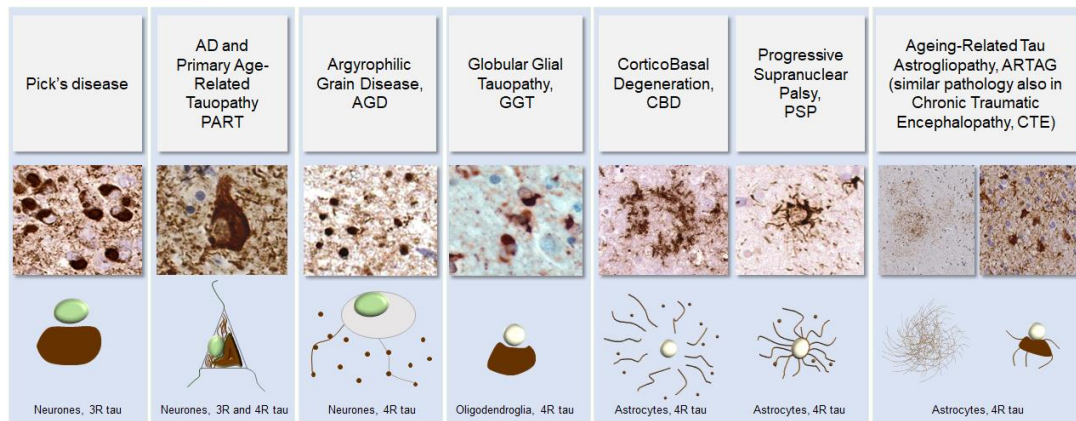 Pick's disease
AD and
Primary Age-
Related
Tauopathy
PART
Argyrophilic
Grain Disease,
AGD
Globular Glial
Tauopathy,
GGT
CorticoBasal
Degeneration,
CBD
Progressive
Supranuclear
Palsy,
PSP
Ageing-Related Tau
Astrogliopathy, ARTAG
(similar pathology also in
Chronic Traumatic
Encephalopathy, CTE)
Neurones, 3R tau
Neurones, 3R and 4R tau
Neurones, 4R tau
Oligodendroglia, 4R tau
Astrocytes, 4R tau
Astrocytes, 4R tau
Astrocytes, 4R tau